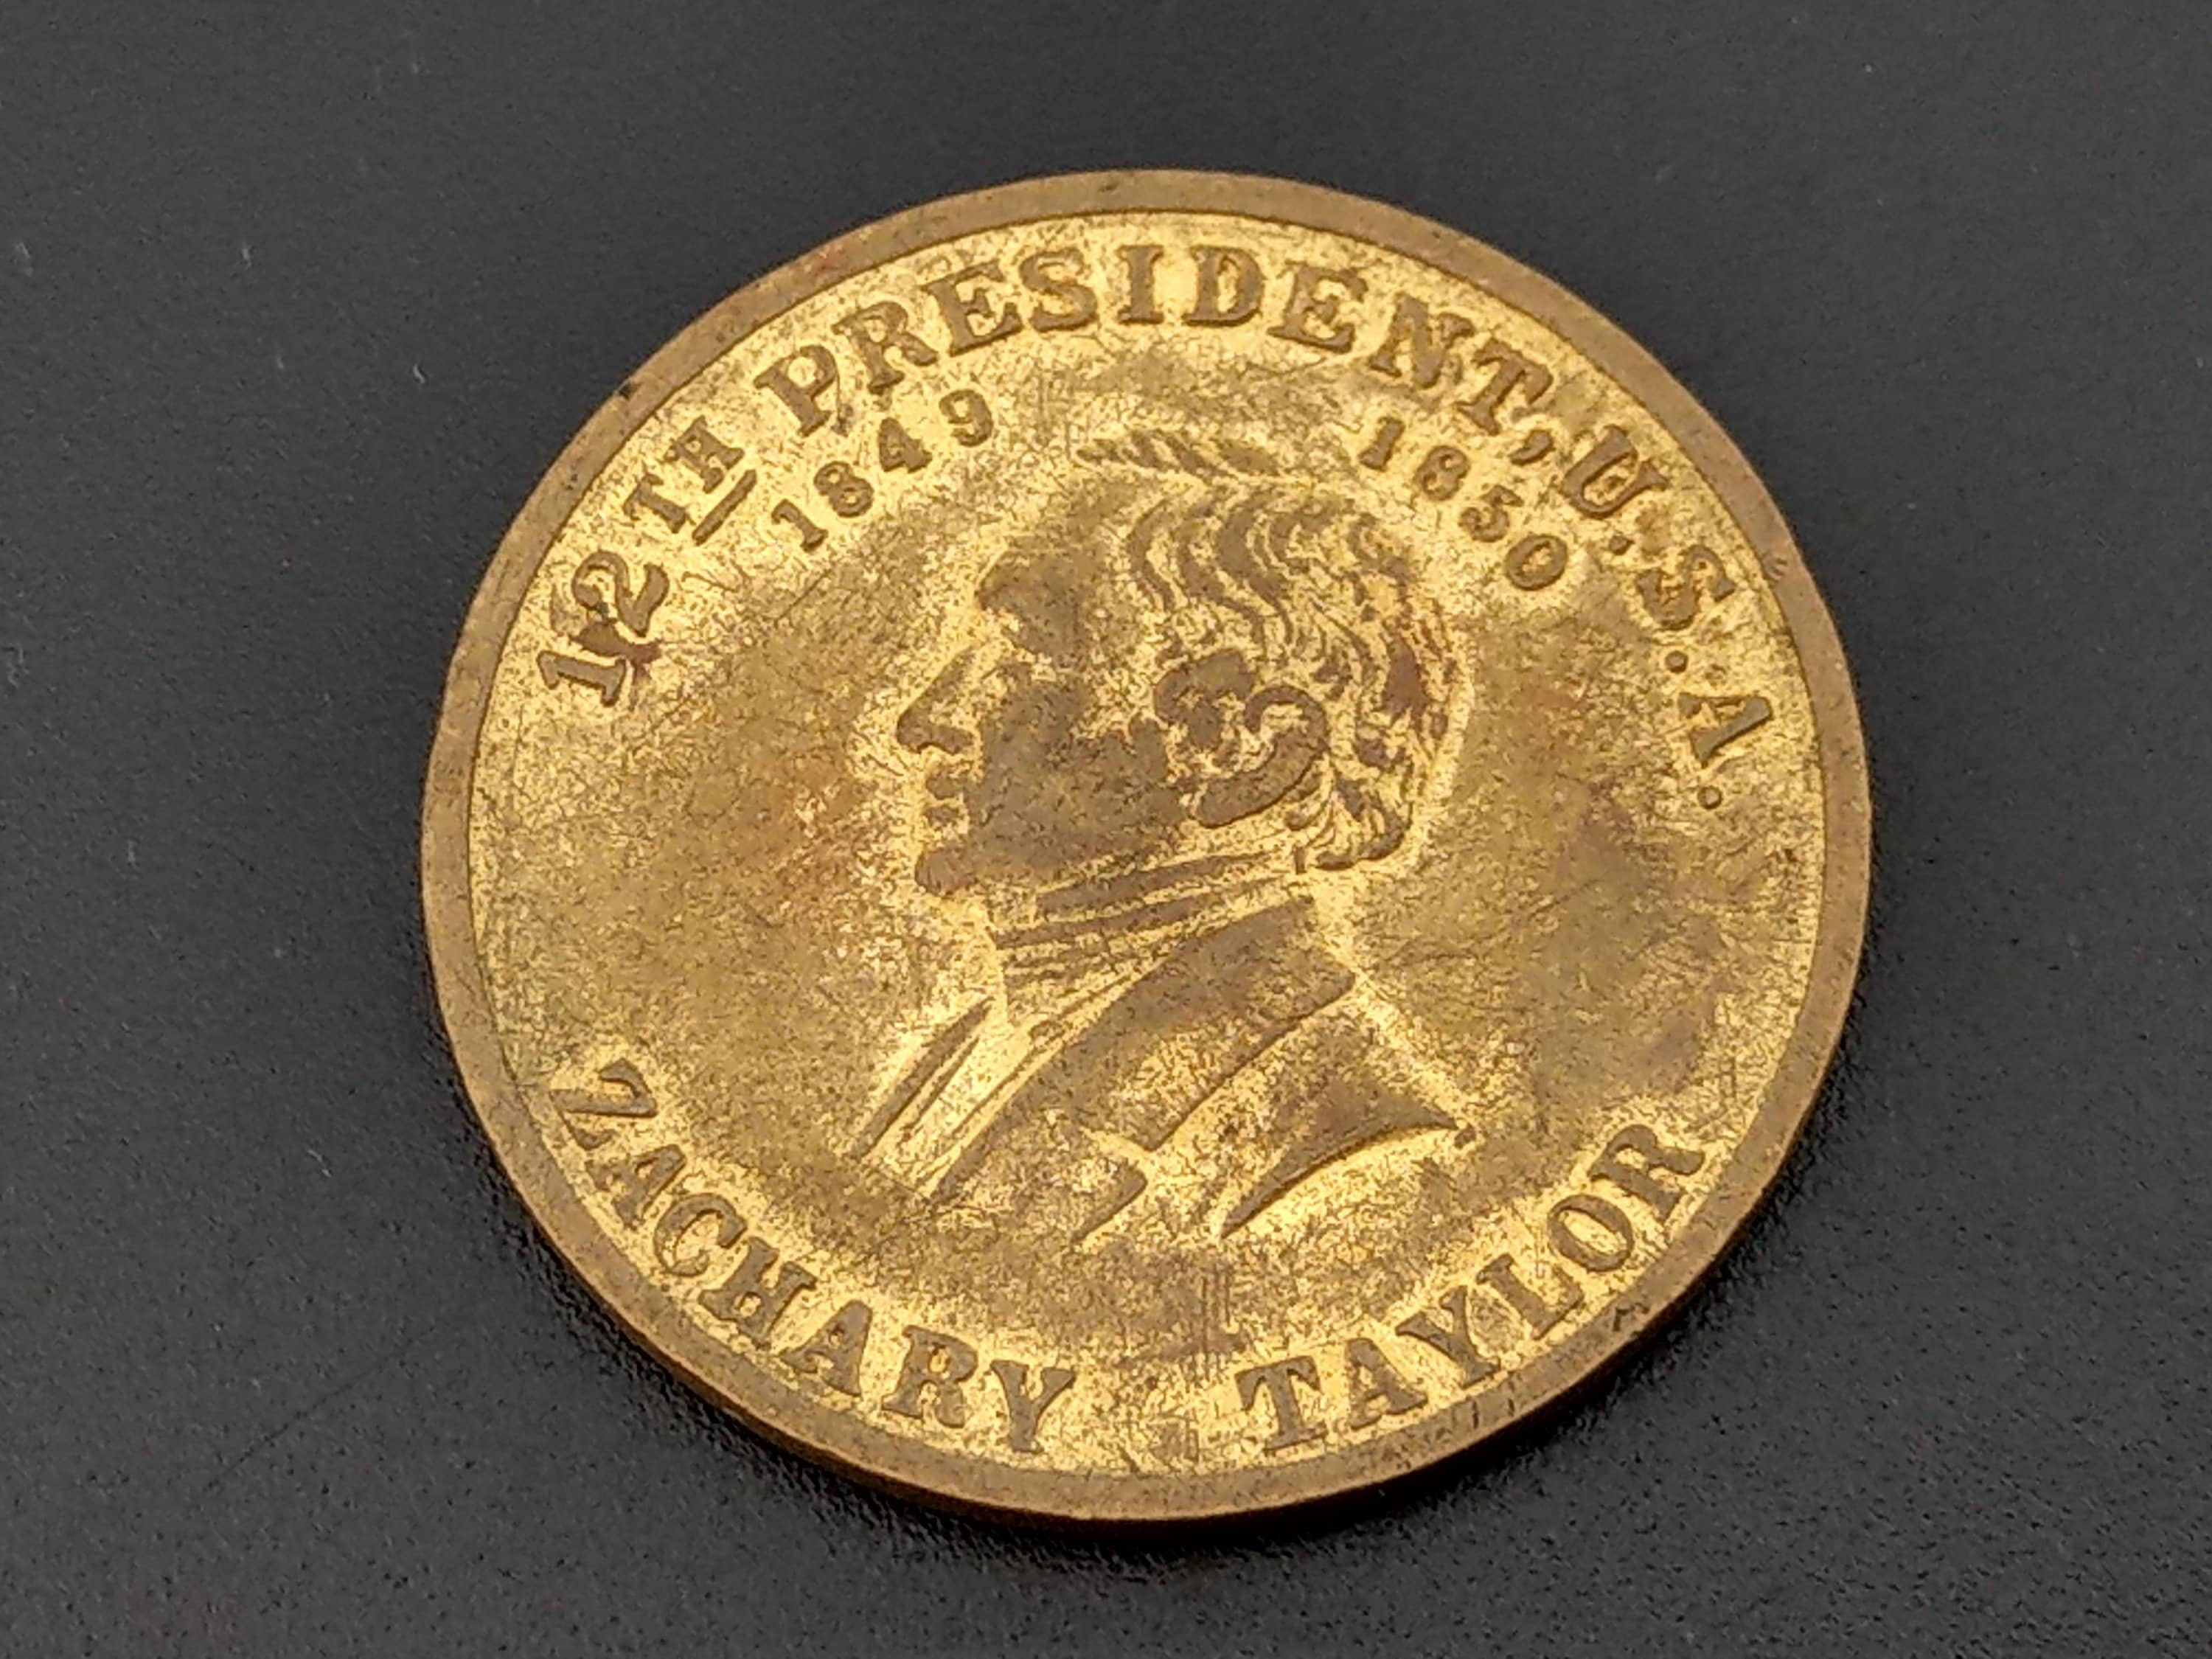 12TH PRESIDENT, U.S.A.
1849 1850
ZACHARY TAYLOR